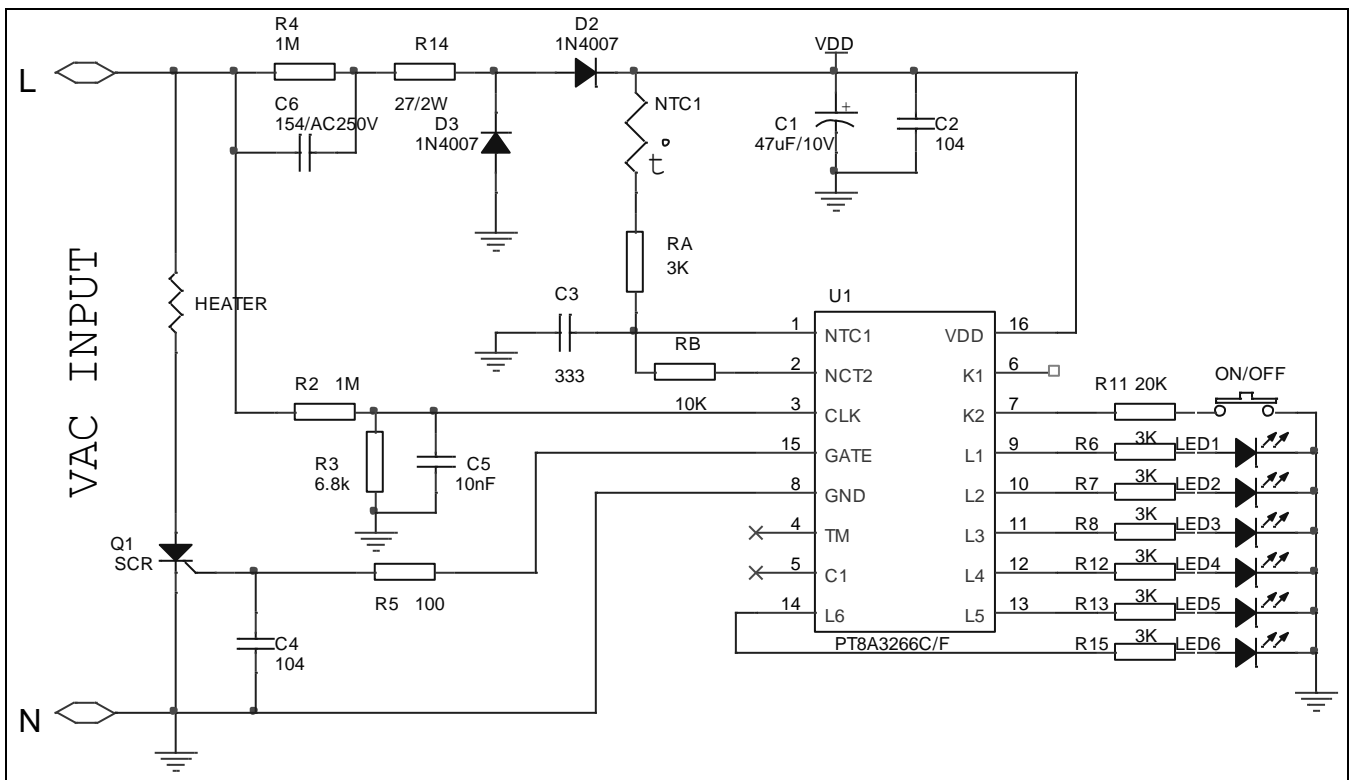 R4
1M
R14
D2
1N4007
VDD
L
C6
154/AC250V
27/2W
D3
1N4007
NTC1
t°
C1
+
47uF/10V
C2
104
VAC INPUT
HEATER
RA
3K
C3
333
RB
10K
U1
1 NTC1 VDD 16
2 NCT2 K1 6
3 CLK K2 7
15 GATE L1 9
8 GND L2 10
4 TM L3 11
5 C1 L4 12
14 L6 L5 13
PT8A3266C/F
R11 20K
ON/OFF
R6 3K LED1
R7 3K LED2
R8 3K LED3
R12 3K LED4
R13 3K LED5
R15 3K LED6
R2 1M
R3
6.8k
C5
10nF
Q1
SCR
R5 100
C4
104
N